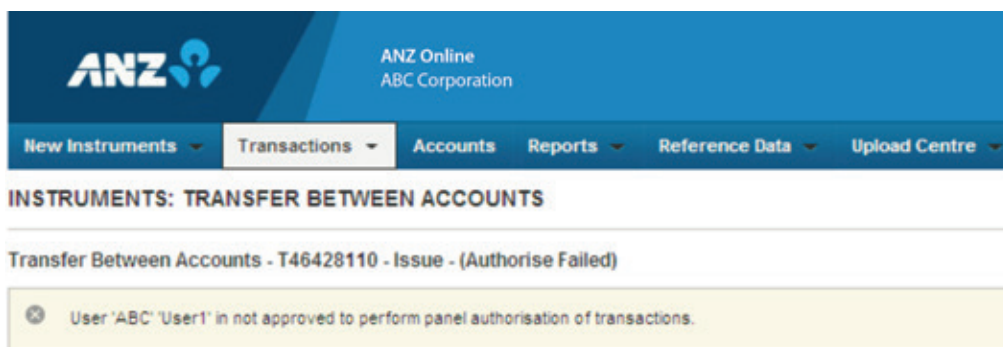 ANZ
ANZ Online
ABC Corporation
New Instruments Transactions Accounts Reports Reference Data Upload Centre
INSTRUMENTS: TRANSFER BETWEEN ACCOUNTS
Transfer Between Accounts - T46428110 - Issue - (Authorise Failed)
User 'ABC' 'User1' in not approved to perform panel authorisation of transactions.